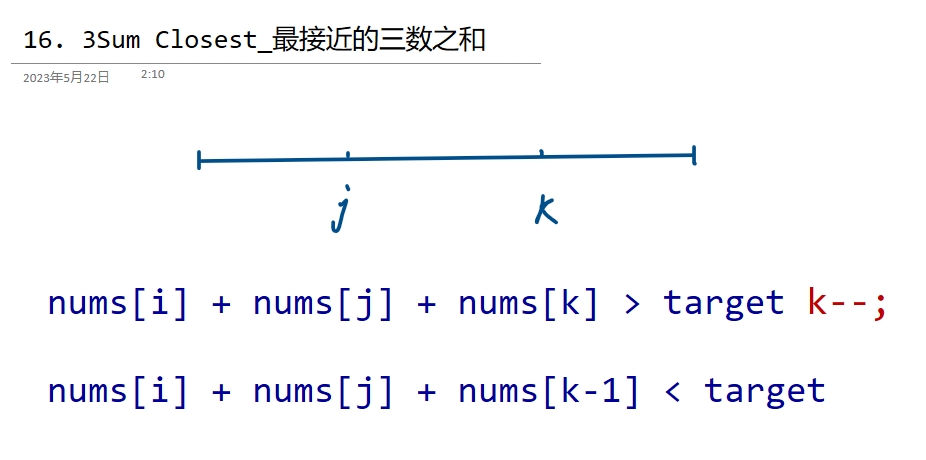 16. 3Sum Closest_最接近的三数之和
2023年5月22日 2:10
j k
nums[i] + nums[j] + nums[k] > target k--;
nums[i] + nums[j] + nums[k-1] < target